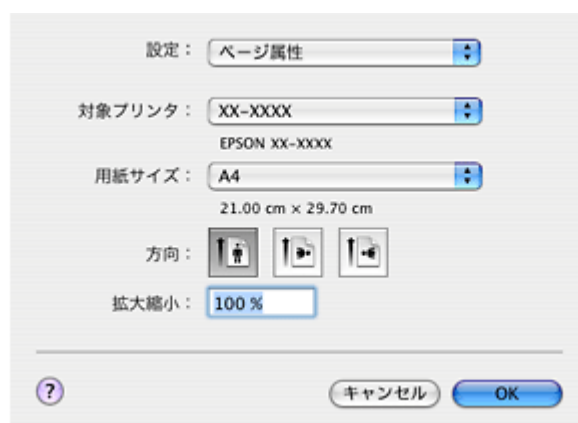 設定： ページ属性
対象プリンタ： XX-XXXX
EPSON XX-XXXX
用紙サイズ： A4
21.00 cm × 29.70 cm
方向：
拡大縮小： 100 %
? キャンセル OK